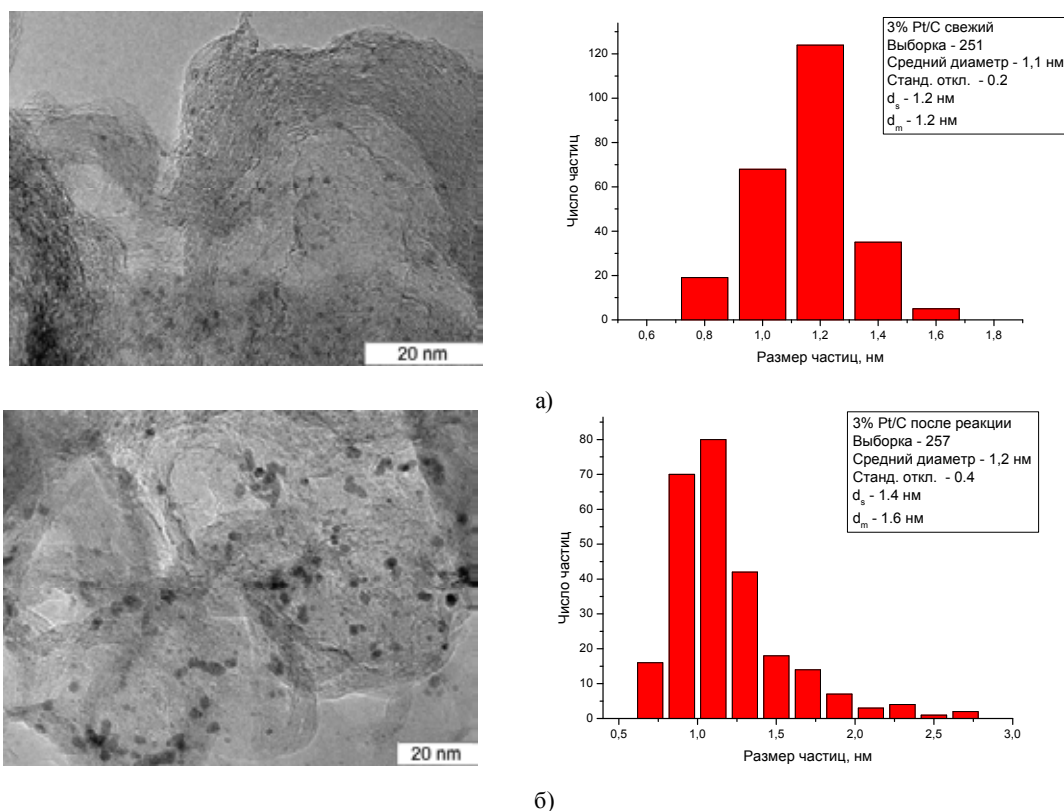 20 nm
3% Pt/C свежий
Выборка - 251
Средний диаметр - 1,1 нм
Станд. откл. - 0.2
d_s - 1.2 нм
d_m - 1.2 нм
Число частиц
120
100
80
60
40
20
0
0,6 0,8 1,0 1,2 1,4 1,6 1,8
Размер частиц, нм
а)
20 nm
3% Pt/C после реакции
Выборка - 257
Средний диаметр - 1,2 нм
Станд. откл. - 0.4
d_s - 1.4 нм
d_m - 1.6 нм
Число частиц
80
70
60
50
40
30
20
10
0
0,5 1,0 1,5 2,0 2,5 3,0
Размер частиц, нм
б)